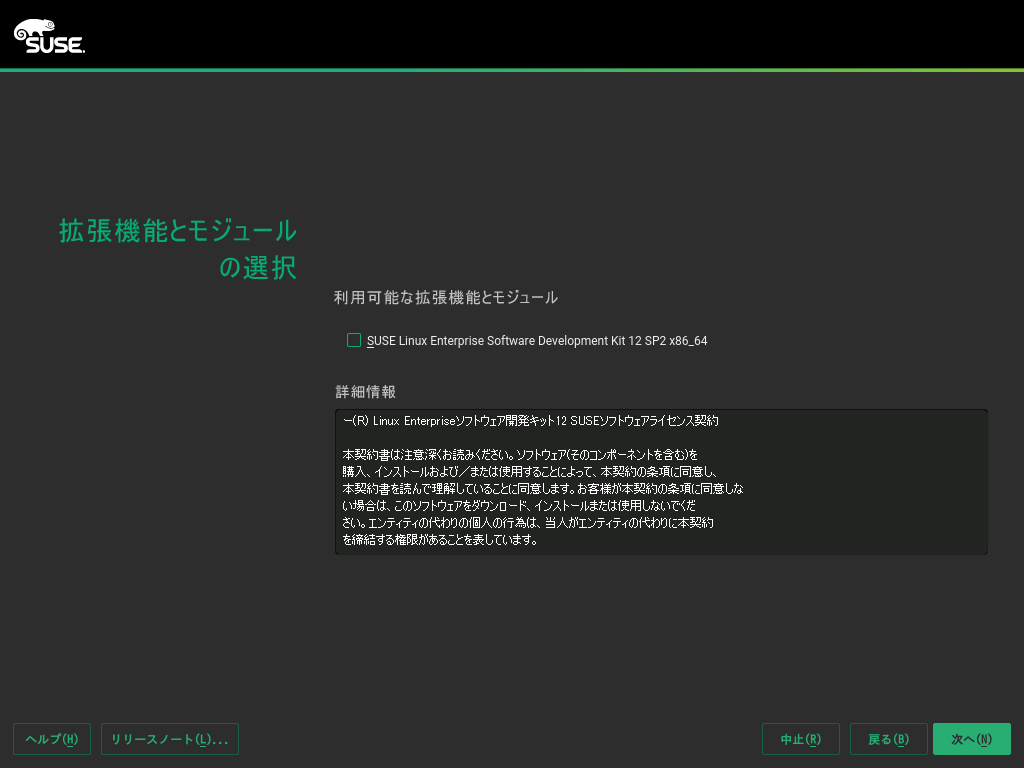 SUSE.
拡張機能とモジュール
の選択
利用可能な拡張機能とモジュール
SUSE Linux Enterprise Software Development Kit 12 SP2 x86_64
詳細情報
ー(R) Linux Enterpriseソフトウェア開発キット12 SUSEソフトウェアライセンス契約
本契約書は注意深くお読みください。ソフトウェア(そのコンポーネントを含む)を
購入、インストールおよび／または使用することによって、本契約の条項に同意し、
本契約書を読んで理解していることに同意します。お客様が本契約の条項に同意しな
い場合は、このソフトウェアをダウンロード、インストールまたは使用しないでくだ
さい。エンティティの代わりの個人の行為は、当人がエンティティの代わりに本契約
を締結する権限があることを表しています。
ヘルプ(H)
リリースノート(L)...
中止(R)
戻る(B)
次へ(N)